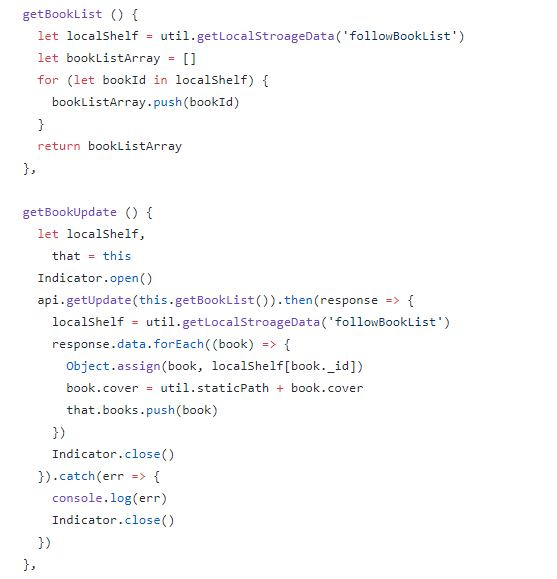 getBookList () {
  let localShelf = util.getLocalStroageData('followBookList')
  let bookListArray = []
  for (let bookId in localShelf) {
    bookListArray.push(bookId)
  }
  return bookListArray
},

getBookUpdate () {
  let localShelf,
    that = this
  Indicator.open()
  api.getUpdate(this.getBookList()).then(response => {
    localShelf = util.getLocalStroageData('followBookList')
    response.data.forEach((book) => {
      Object.assign(book, localShelf[book._id])
      book.cover = util.staticPath + book.cover
      that.books.push(book)
    })
    Indicator.close()
  }).catch(err => {
    console.log(err)
    Indicator.close()
  })
},